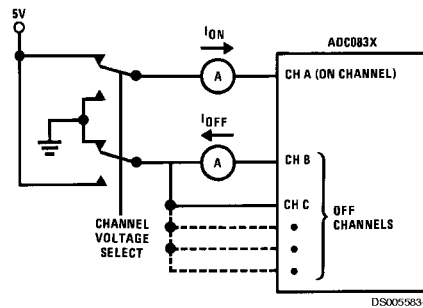 5V
ION
ADC083X
A
CH A (ON CHANNEL)
IOFF
A
CH B
CH C
OFF
CHANNELS
CHANNEL
VOLTAGE
SELECT
DS005583-